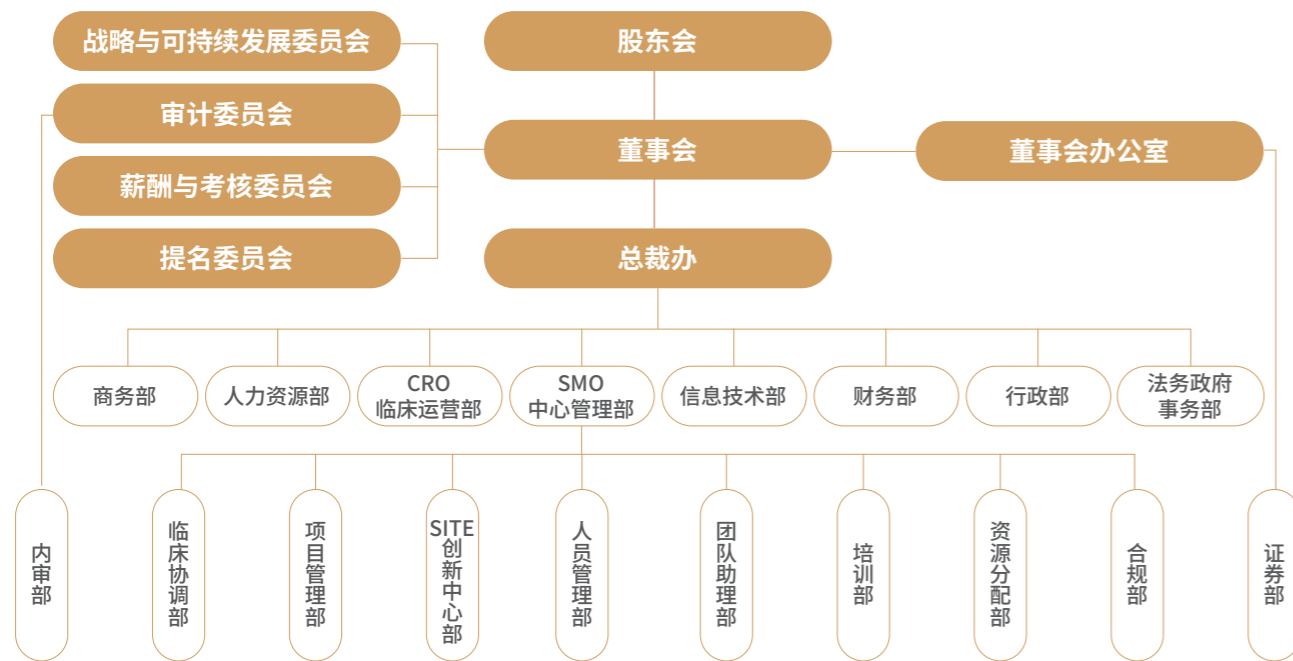 战略与可持续发展委员会
股东会
审计委员会
董事会
董事会办公室
薪酬与考核委员会
提名委员会
总裁办
商务部
人力资源部
CRO
临床运营部
SMO
中心管理部
信息技术部
财务部
行政部
法务政府
事务部
内审部
临床协调部
项目管理部
SITE
创新中心部
人员管理部
团队助理部
培训部
资源分配部
合规部
证券部